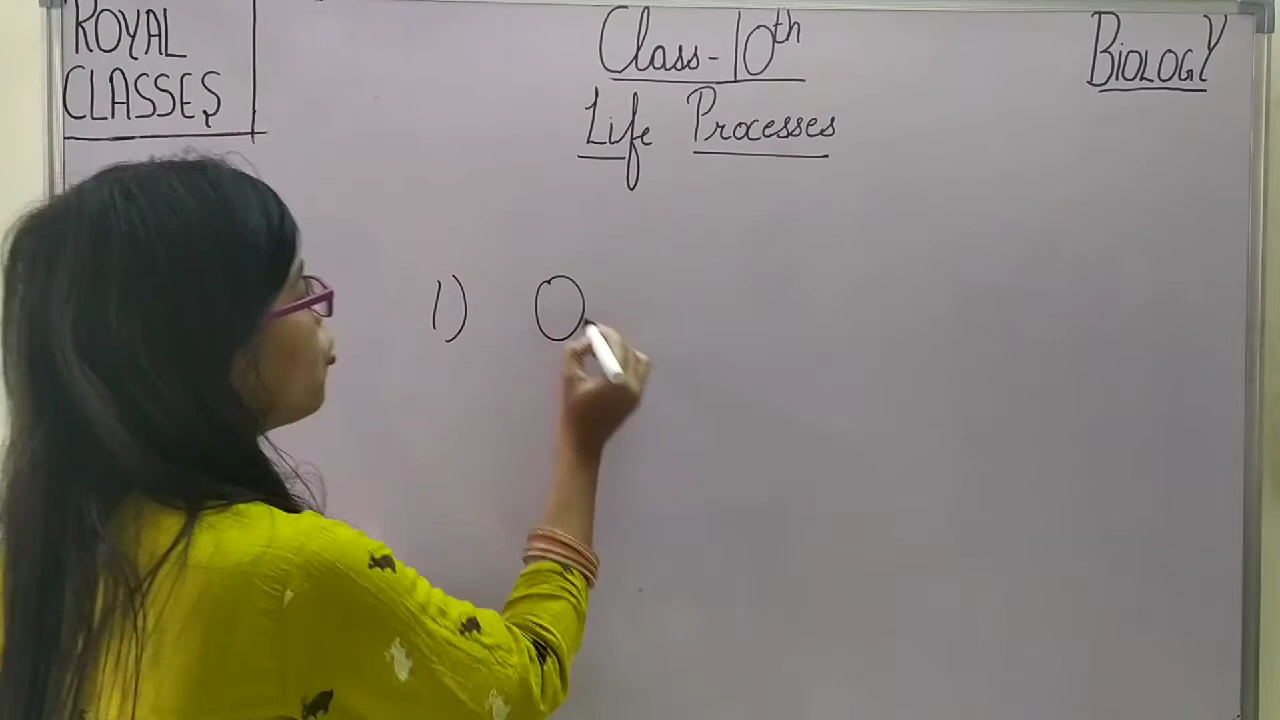 ROYAL
CLASSES
Class-10th
Life Processes
BIOLOGY
1) O